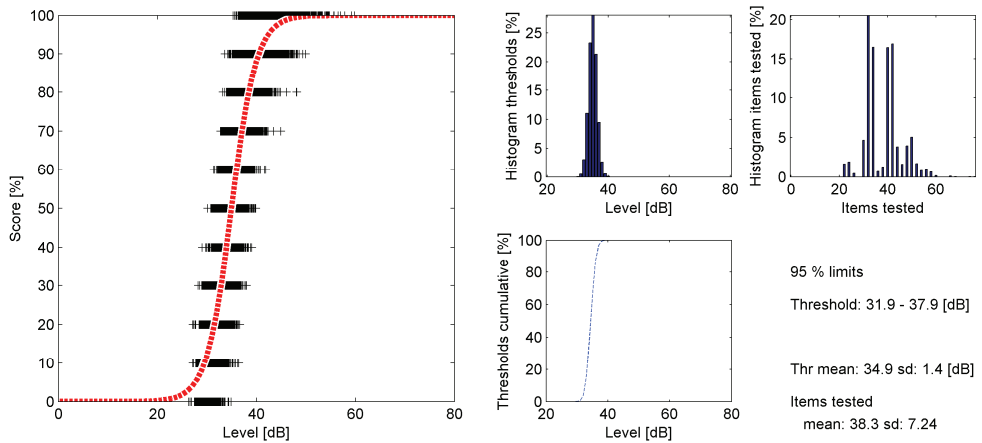 100
90
80
70
60
50
40
30
20
10
0
Score [%]
0 20 40 60 80
Level [dB]
25
20
15
10
5
0
Histogram thresholds [%]
20 40 60 80
Level [dB]
20
15
10
5
0
Histogram items tested [%]
0 20 40 60
Items tested
100
80
60
40
20
0
Thresholds cumulative [%]
20 40 60 80
Level [dB]
95 % limits
Threshold: 31.9 - 37.9 [dB]
Thr mean: 34.9 sd: 1.4 [dB]
Items tested
mean: 38.3 sd: 7.24